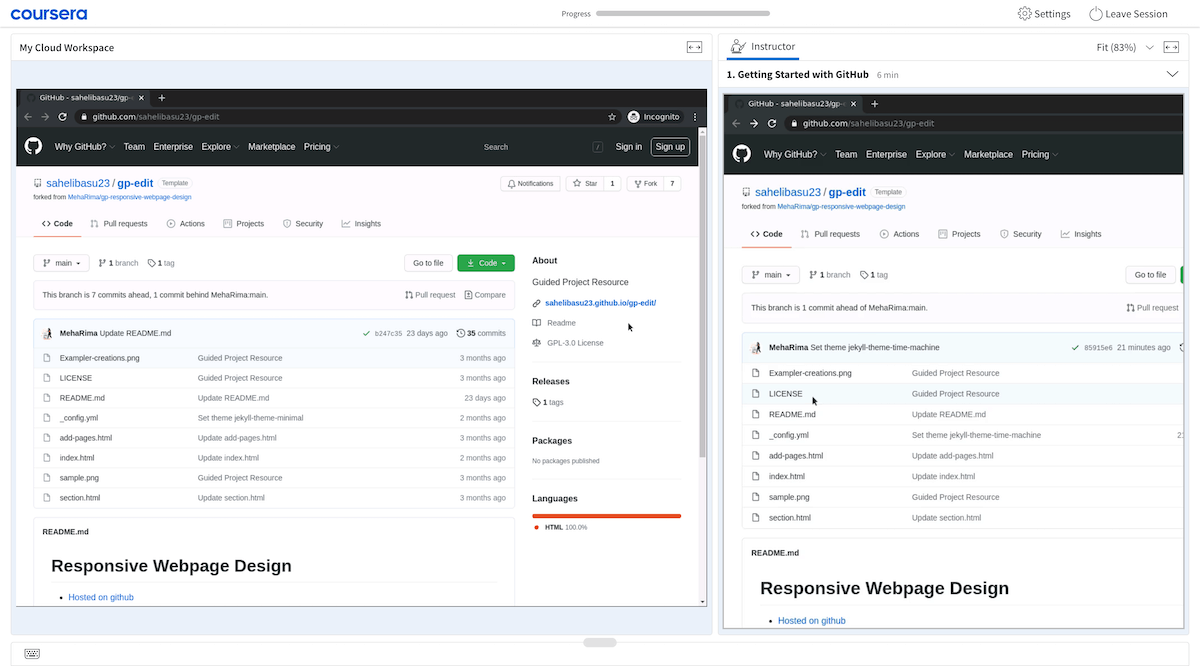 coursera
Progress
Settings
Leave Session
My Cloud Workspace
GitHub - sahelibasu23/gp-
github.com/sahelibasu23/gp-edit
Incognito
Why GitHub? Team Enterprise Explore Marketplace Pricing
Search
/
Sign in
Sign up
sahelibasu23 / gp-edit Template
forked from MehaRima/gp-responsive-webpage-design
Notifications
Star 1
Fork 7
Code Pull requests Actions Projects Security Insights
main 1 branch 1 tag
Go to file
Code
This branch is 7 commits ahead, 1 commit behind MehaRima:main.
Pull request Compare
MehaRima Update README.md b247c35 23 days ago 35 commits
Exampler-creations.png Guided Project Resource 3 months ago
LICENSE Guided Project Resource 3 months ago
README.md Update README.md 23 days ago
_config.yml Set theme jekyll-theme-minimal 2 months ago
add-pages.html Update add-pages.html 3 months ago
index.html Update index.html 2 months ago
sample.png Guided Project Resource 3 months ago
section.html Update section.html 3 months ago
README.md
Responsive Webpage Design
Hosted on github
About
Guided Project Resource
sahelibasu23.github.io/gp-edit/
Readme
GPL-3.0 License
Releases
1 tags
Packages
No packages published
Languages
HTML 100.0%
Instructor
Fit (83%)
1. Getting Started with GitHub 6 min
GitHub - sahelibasu23/gp-
github.com/sahelibasu23/gp-edit
Why GitHub? Team Enterprise Explore Marketplace Pricing
sahelibasu23 / gp-edit Template
forked from MehaRima/gp-responsive-webpage-design
Code Pull requests Actions Projects Security Insights
main 1 branch 1 tag
Go to file
This branch is 1 commit ahead of MehaRima:main.
Pull request
MehaRima Set theme jekyll-theme-time-machine 85915e6 21 minutes ago
Exampler-creations.png Guided Project Resource
LICENSE Guided Project Resource
README.md Update README.md
_config.yml Set theme jekyll-theme-time-machine
add-pages.html Update add-pages.html
index.html Update index.html
sample.png Guided Project Resource
section.html Update section.html
README.md
Responsive Webpage Design
Hosted on github